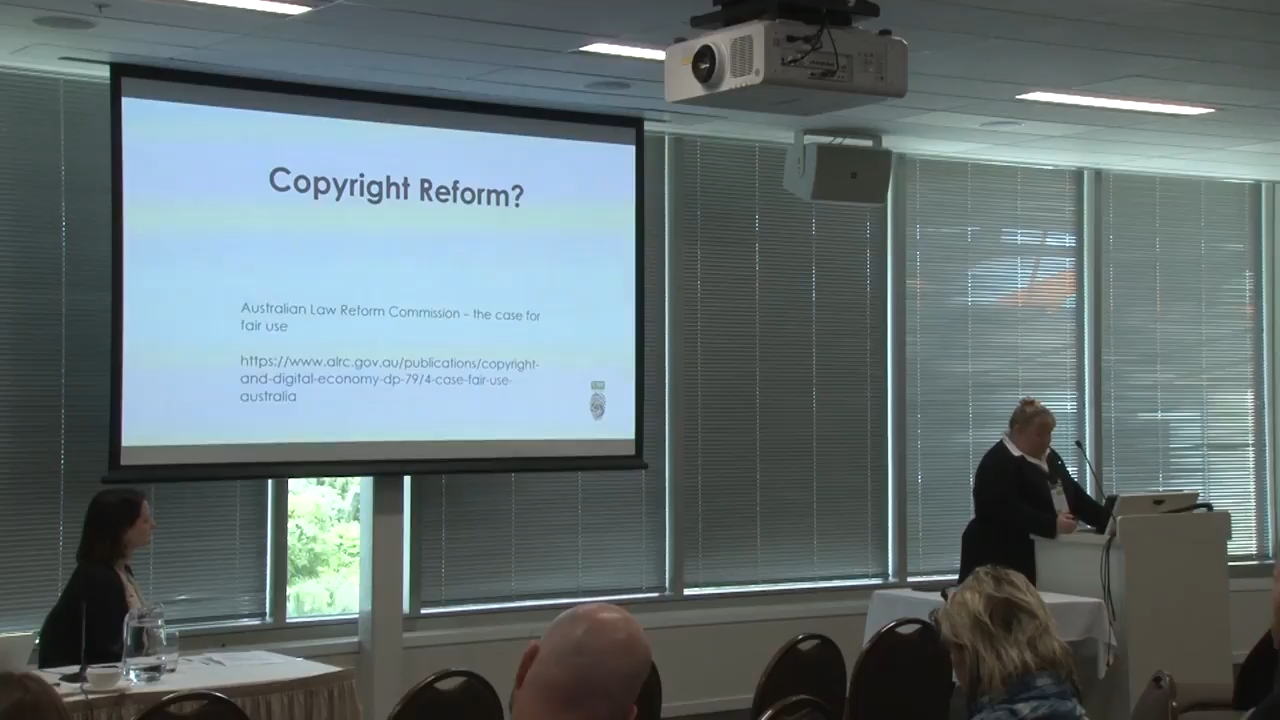 Copyright Reform?
Australian Law Reform Commission – the case for
fair use
https://www.alrc.gov.au/publications/copyright-
and-digital-economy-dp-79/4-case-fair-use-
australia